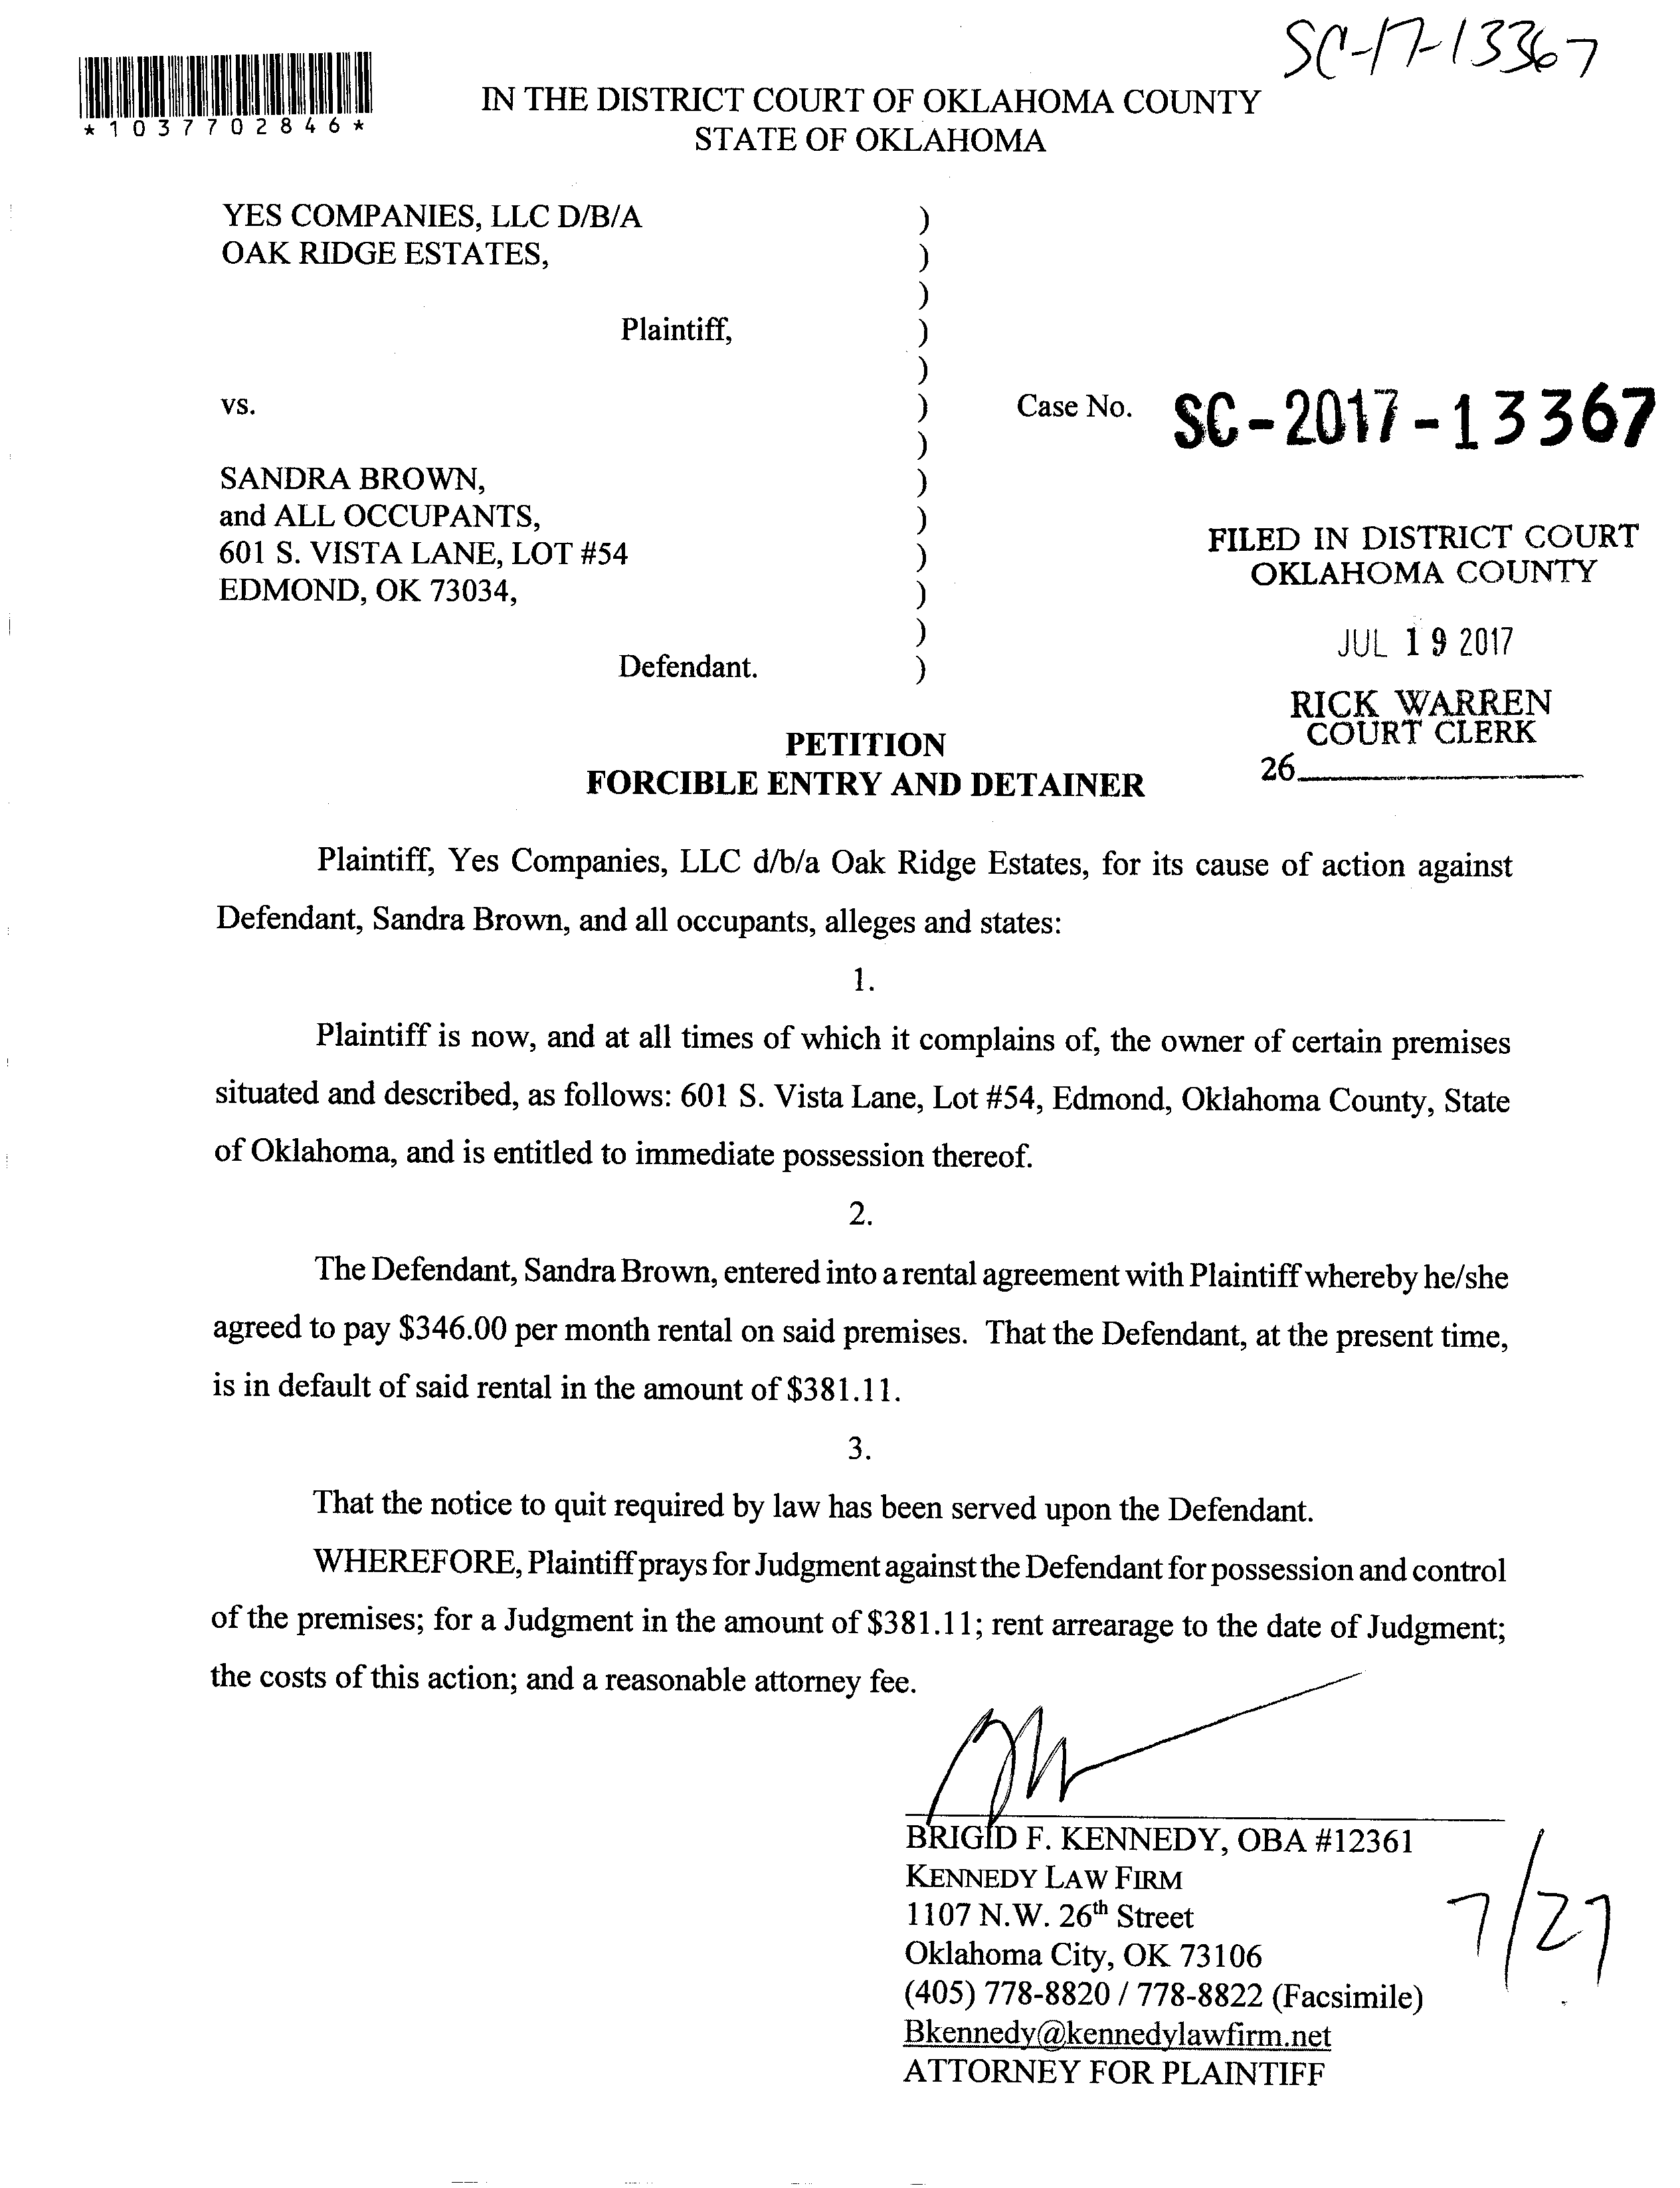 SC-17-13367
*1037702846*
IN THE DISTRICT COURT OF OKLAHOMA COUNTY
STATE OF OKLAHOMA
YES COMPANIES, LLC D/B/A )
OAK RIDGE ESTATES, )
)
Plaintiff, )
)
vs. ) Case No. SC-2017-13367
)
SANDRA BROWN, )
and ALL OCCUPANTS, )
601 S. VISTA LANE, LOT #54 )
EDMOND, OK 73034, )
)
Defendant. )
FILED IN DISTRICT COURT
OKLAHOMA COUNTY
JUL 19 2017
RICK WARREN
COURT CLERK
26
PETITION
FORCIBLE ENTRY AND DETAINER
Plaintiff, Yes Companies, LLC d/b/a Oak Ridge Estates, for its cause of action against
Defendant, Sandra Brown, and all occupants, alleges and states:
1.
Plaintiff is now, and at all times of which it complains of, the owner of certain premises
situated and described, as follows: 601 S. Vista Lane, Lot #54, Edmond, Oklahoma County, State
of Oklahoma, and is entitled to immediate possession thereof.
2.
The Defendant, Sandra Brown, entered into a rental agreement with Plaintiff whereby he/she
agreed to pay $346.00 per month rental on said premises. That the Defendant, at the present time,
is in default of said rental in the amount of $381.11.
3.
That the notice to quit required by law has been served upon the Defendant.
WHEREFORE, Plaintiff prays for Judgment against the Defendant for possession and control
of the premises; for a Judgment in the amount of $381.11; rent arrearage to the date of Judgment;
the costs of this action; and a reasonable attorney fee.
BRIGID F. KENNEDY, OBA #12361
KENNEDY LAW FIRM
1107 N.W. 26th Street
Oklahoma City, OK 73106
(405) 778-8820 / 778-8822 (Facsimile)
Bkennedy@kennedylawfirm.net
ATTORNEY FOR PLAINTIFF
7/27